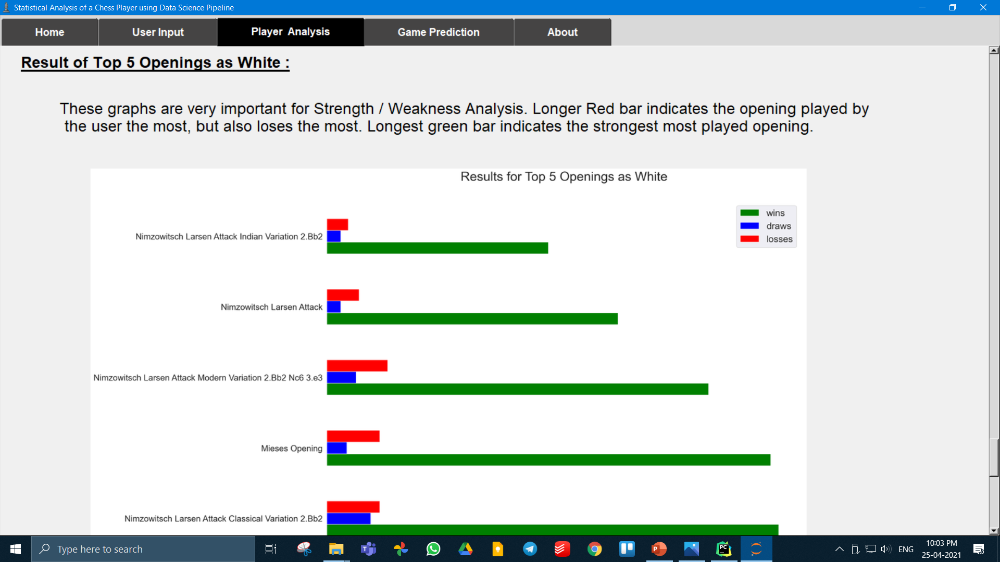 Statistical Analysis of a Chess Player using Data Science Pipeline
Home
User Input
Player Analysis
Game Prediction
About
Result of Top 5 Openings as White :
These graphs are very important for Strength / Weakness Analysis. Longer Red bar indicates the opening played by
the user the most, but also loses the most. Longest green bar indicates the strongest most played opening.
Results for Top 5 Openings as White
wins
draws
losses
Nimzowitsch Larsen Attack Indian Variation 2.Bb2
Nimzowitsch Larsen Attack
Nimzowitsch Larsen Attack Modern Variation 2.Bb2 Nc6 3.e3
Mieses Opening
Nimzowitsch Larsen Attack Classical Variation 2.Bb2
Type here to search
ENG
10:03 PM
25-04-2021